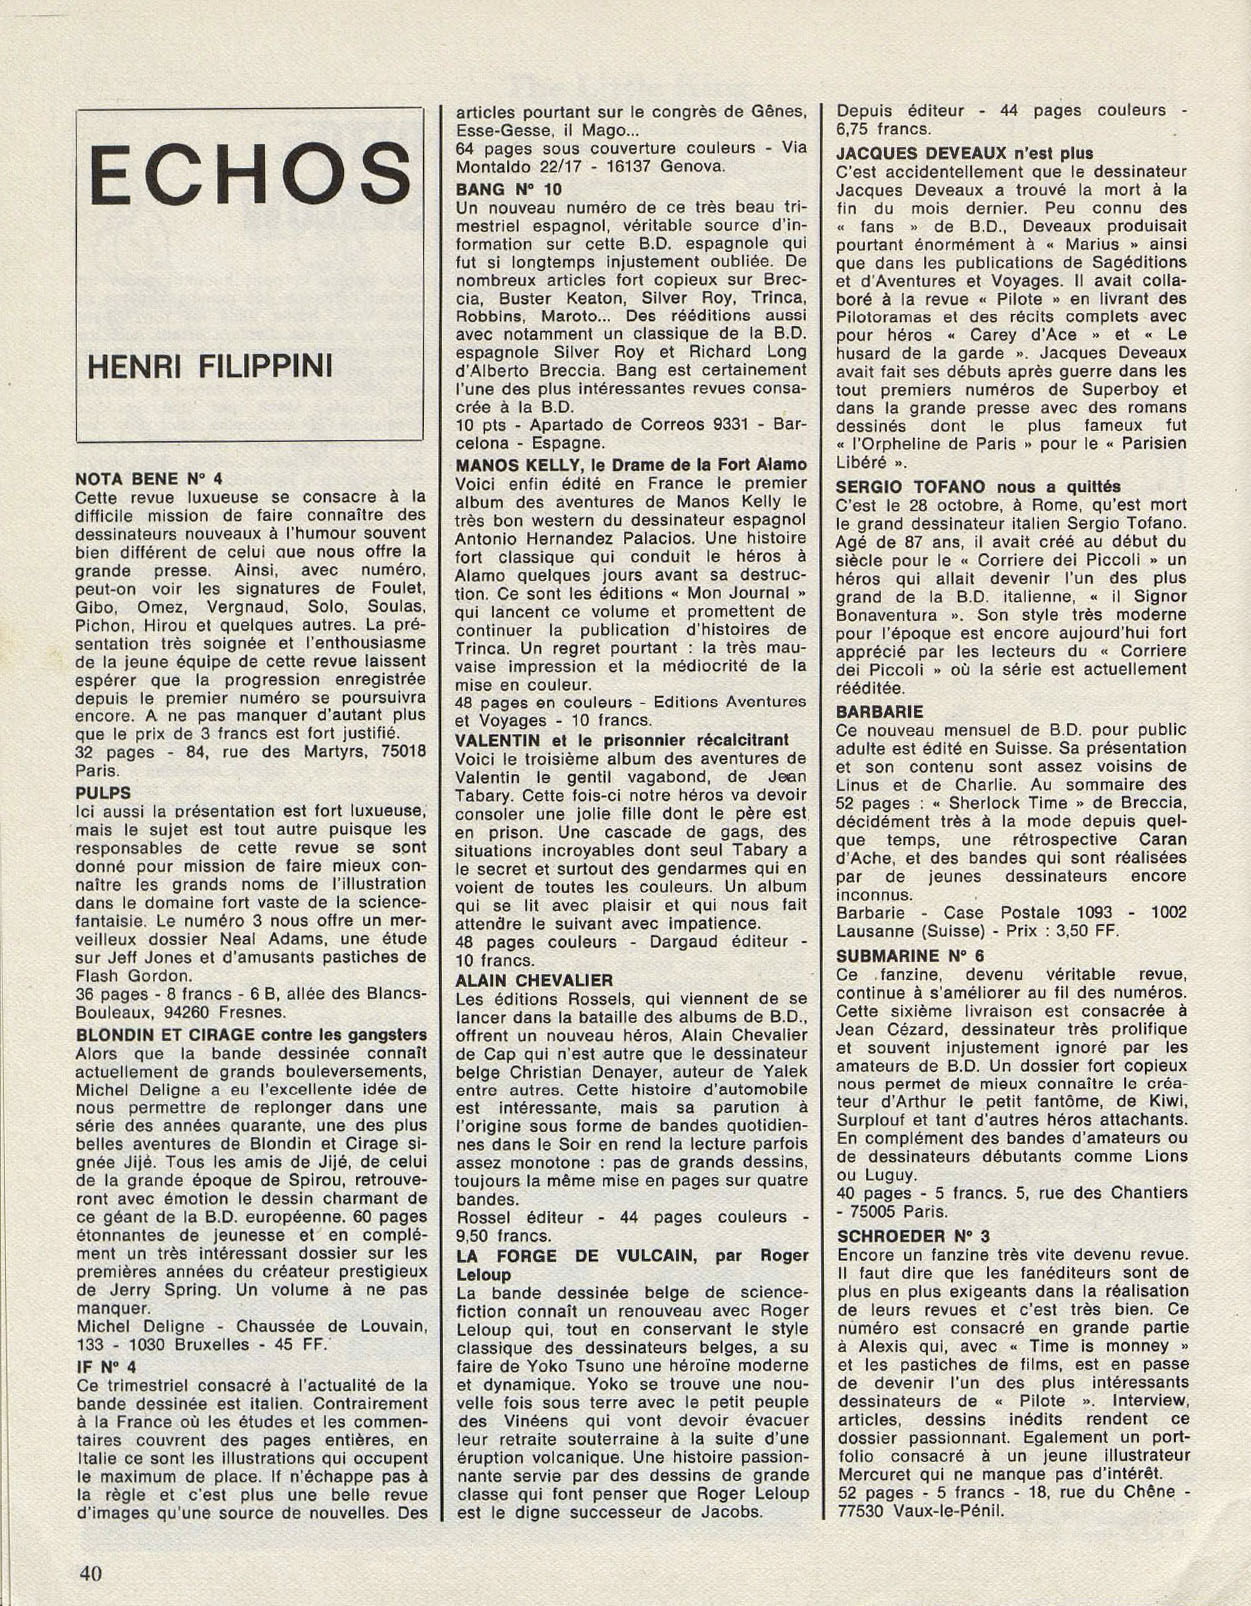 ECHOS
HENRI FILIPPINI
NOTA BENE N° 4
Cette revue luxueuse se consacre à la
difficile mission de faire connaître des
dessinateurs nouveaux à l'humour souvent
bien différent de celui que nous offre la
grande presse. Ainsi, avec numéro,
peut-on voir les signatures de Foulet,
Gibo, Omez, Vergnaud, Solo, Soulas,
Pichon, Hirou et quelques autres. La pré-
sentation très soignée et l'enthousiasme
de la jeune équipe de cette revue laissent
espérer que la progression enregistrée
depuis le premier numéro se poursuivra
encore. A ne pas manquer d'autant plus
que le prix de 3 francs est fort justifié.
32 pages - 84, rue des Martyrs, 75018
Paris.
PULPS
Ici aussi la présentation est fort luxueuse,
mais le sujet est tout autre puisque les
responsables de cette revue se sont
donné pour mission de faire mieux con-
naître les grands noms de l'illustration
dans le domaine fort vaste de la science-
fantaisie. Le numéro 3 nous offre un mer-
veilleux dossier Neal Adams, une étude
sur Jeff Jones et d'amusants pastiches de
Flash Gordon.
36 pages - 8 francs - 6 B, allée des Blancs-
Bouleaux, 94260 Fresnes.
BLONDIN ET CIRAGE contre les gangsters
Alors que la bande dessinée connaît
actuellement de grands bouleversements,
Michel Deligne a eu l'excellente idée de
nous permettre de replonger dans une
série des années quarante, une des plus
belles aventures de Blondin et Cirage si-
gnée Jijé. Tous les amis de Jijé, de celui
de la grande époque de Spirou, retrouve-
ront avec émotion le dessin charmant de
ce géant de la B.D. européenne. 60 pages
étonnantes de jeunesse et en complé-
ment un très intéressant dossier sur les
premières années du créateur prestigieux
de Jerry Spring. Un volume à ne pas
manquer.
Michel Deligne - Chaussée de Louvain,
133 - 1030 Bruxelles - 45 FF.
IF N° 4
Ce trimestriel consacré à l'actualité de la
bande dessinée est italien. Contrairement
à la France où les études et les commen-
taires couvrent des pages entières, en
Italie ce sont les illustrations qui occupent
le maximum de place. If n'échappe pas à
la règle et c'est plus une belle revue
d'images qu'une source de nouvelles. Des
articles pourtant sur le congrès de Gênes,
Esse-Gesse, il Mago...
64 pages sous couverture couleurs - Via
Montaldo 22/17 - 16137 Genova.
BANG N° 10
Un nouveau numéro de ce très beau tri-
mestriel espagnol, véritable source d'in-
formation sur cette B.D. espagnole qui
fut si longtemps injustement oubliée. De
nombreux articles fort copieux sur Brec-
cia, Buster Keaton, Silver Roy, Trinca,
Robbins, Maroto... Des rééditions aussi
avec notamment un classique de la B.D.
espagnole Silver Roy et Richard Long
d'Alberto Breccia. Bang est certainement
l'une des plus intéressantes revues consa-
crée à la B.D.
10 pts - Apartado de Correos 9331 - Bar-
celona - Espagne.
MANOS KELLY, le Drame de la Fort Alamo
Voici enfin édité en France le premier
album des aventures de Manos Kelly le
très bon western du dessinateur espagnol
Antonio Hernandez Palacios. Une histoire
fort classique qui conduit le héros à
Alamo quelques jours avant sa destruc-
tion. Ce sont les éditions « Mon Journal »
qui lancent ce volume et promettent de
continuer la publication d'histoires de
Trinca. Un regret pourtant : la très mau-
vaise impression et la médiocrité de la
mise en couleur.
48 pages en couleurs - Editions Aventures
et Voyages - 10 francs.
VALENTIN et le prisonnier récalcitrant
Voici le troisième album des aventures de
Valentin le gentil vagabond, de Jean
Tabary. Cette fois-ci notre héros va devoir
consoler une jolie fille dont le père est
en prison. Une cascade de gags, des
situations incroyables dont seul Tabary a
le secret et surtout des gendarmes qui en
voient de toutes les couleurs. Un album
qui se lit avec plaisir et qui nous fait
attendre le suivant avec impatience.
48 pages couleurs - Dargaud éditeur -
10 francs.
ALAIN CHEVALIER
Les éditions Rossels, qui viennent de se
lancer dans la bataille des albums de B.D.,
offrent un nouveau héros, Alain Chevalier
de Cap qui n'est autre que le dessinateur
belge Christian Denayer, auteur de Yalek
entre autres. Cette histoire d'automobile
est intéressante, mais sa parution à
l'origine sous forme de bandes quotidien-
nes dans le Soir en rend la lecture parfois
assez monotone : pas de grands dessins,
toujours la même mise en pages sur quatre
bandes.
Rossel éditeur - 44 pages couleurs -
9,50 francs.
LA FORGE DE VULCAIN, par Roger
Leloup
La bande dessinée belge de science-
fiction connaît un renouveau avec Roger
Leloup qui, tout en conservant le style
classique des dessinateurs belges, a su
faire de Yoko Tsuno une héroïne moderne
et dynamique. Yoko se trouve une nou-
velle fois sous terre avec le petit peuple
des Vinéens qui vont devoir évacuer
leur retraite souterraine à la suite d'une
éruption volcanique. Une histoire passion-
nante servie par des dessins de grande
classe qui font penser que Roger Leloup
est le digne successeur de Jacobs.
Depuis éditeur - 44 pages couleurs -
6,75 francs.
JACQUES DEVEAUX n'est plus
C'est accidentellement que le dessinateur
Jacques Deveaux a trouvé la mort à la
fin du mois dernier. Peu connu des
« fans » de B.D., Deveaux produisait
pourtant énormément à « Marius » ainsi
que dans les publications de Sagéditions
et d'Aventures et Voyages. Il avait colla-
boré à la revue « Pilote » en livrant des
Pilotoramas et des récits complets avec
pour héros « Carey d'Ace » et « Le
husard de la garde ». Jacques Deveaux
avait fait ses débuts après guerre dans les
tout premiers numéros de Superboy et
dans la grande presse avec des romans
dessinés dont le plus fameux fut
« l'Orpheline de Paris » pour le « Parisien
Libéré ».
SERGIO TOFANO nous a quittés
C'est le 28 octobre, à Rome, qu'est mort
le grand dessinateur italien Sergio Tofano.
Agé de 87 ans, il avait créé au début du
siècle pour le « Corriere dei Piccoli » un
héros qui allait devenir l'un des plus
grand de la B.D. italienne, « il Signor
Bonaventura ». Son style très moderne
pour l'époque est encore aujourd'hui fort
apprécié par les lecteurs du « Corriere
dei Piccoli » où la série est actuellement
rééditée.
BARBARIE
Ce nouveau mensuel de B.D. pour public
adulte est édité en Suisse. Sa présentation
et son contenu sont assez voisins de
Linus et de Charlie. Au sommaire des
52 pages : « Sherlock Time » de Breccia,
décidément très à la mode depuis quel-
que temps, une rétrospective Caran
d'Ache, et des bandes qui sont réalisées
par de jeunes dessinateurs encore
inconnus.
Barbarie - Case Postale 1093 - 1002
Lausanne (Suisse) - Prix : 3,50 FF.
SUBMARINE N° 6
Ce fanzine, devenu véritable revue,
continue à s'améliorer au fil des numéros.
Cette sixième livraison est consacrée à
Jean Cézard, dessinateur très prolifique
et souvent injustement ignoré par les
amateurs de B.D. Un dossier fort copieux
nous permet de mieux connaître le créa-
teur d'Arthur le petit fantôme, de Kiwi,
Surplouf et tant d'autres héros attachants.
En complément des bandes d'amateurs ou
de dessinateurs débutants comme Lions
ou Luguy.
40 pages - 5 francs. 5, rue des Chantiers
- 75005 Paris.
SCHROEDER N° 3
Encore un fanzine très vite devenu revue.
Il faut dire que les fanéditeurs sont de
plus en plus exigeants dans la réalisation
de leurs revues et c'est très bien. Ce
numéro est consacré en grande partie
à Alexis qui, avec « Time is monney »
et les pastiches de films, est en passe
de devenir l'un des plus intéressants
dessinateurs de « Pilote ». Interview,
articles, dessins inédits rendent ce
dossier passionnant. Egalement un port-
folio consacré à un jeune illustrateur
Mercuret qui ne manque pas d'intérêt.
52 pages - 5 francs - 18, rue du Chêne -
77530 Vaux-le-Pénil.
40